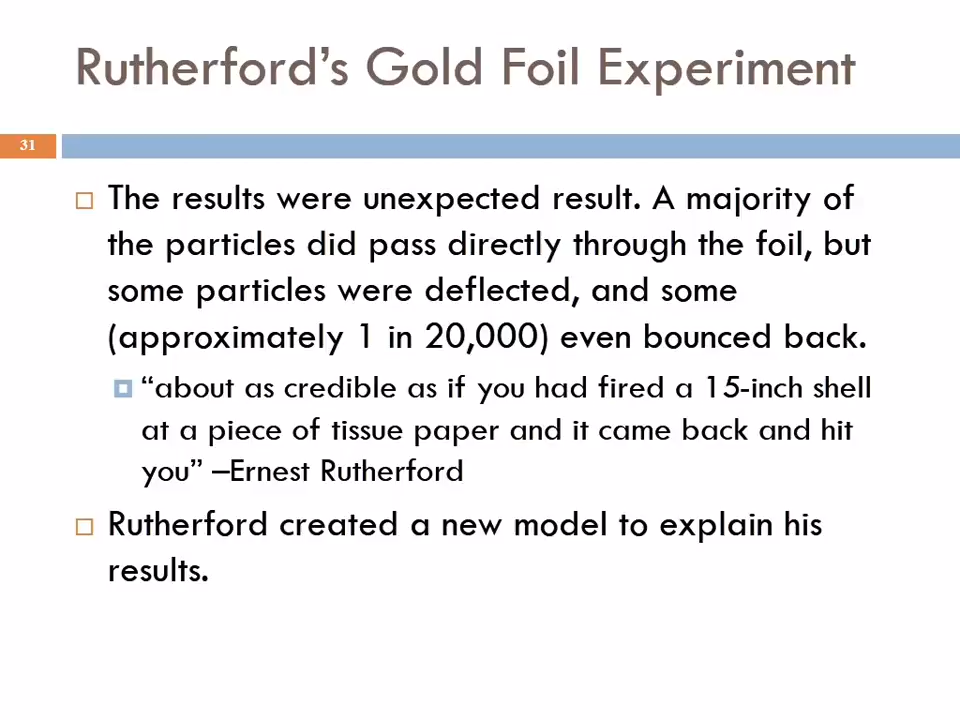 Rutherford’s Gold Foil Experiment
31
The results were unexpected result. A majority of
the particles did pass directly through the foil, but
some particles were deflected, and some
(approximately 1 in 20,000) even bounced back.
“about as credible as if you had fired a 15-inch shell
at a piece of tissue paper and it came back and hit
you” –Ernest Rutherford
Rutherford created a new model to explain his
results.